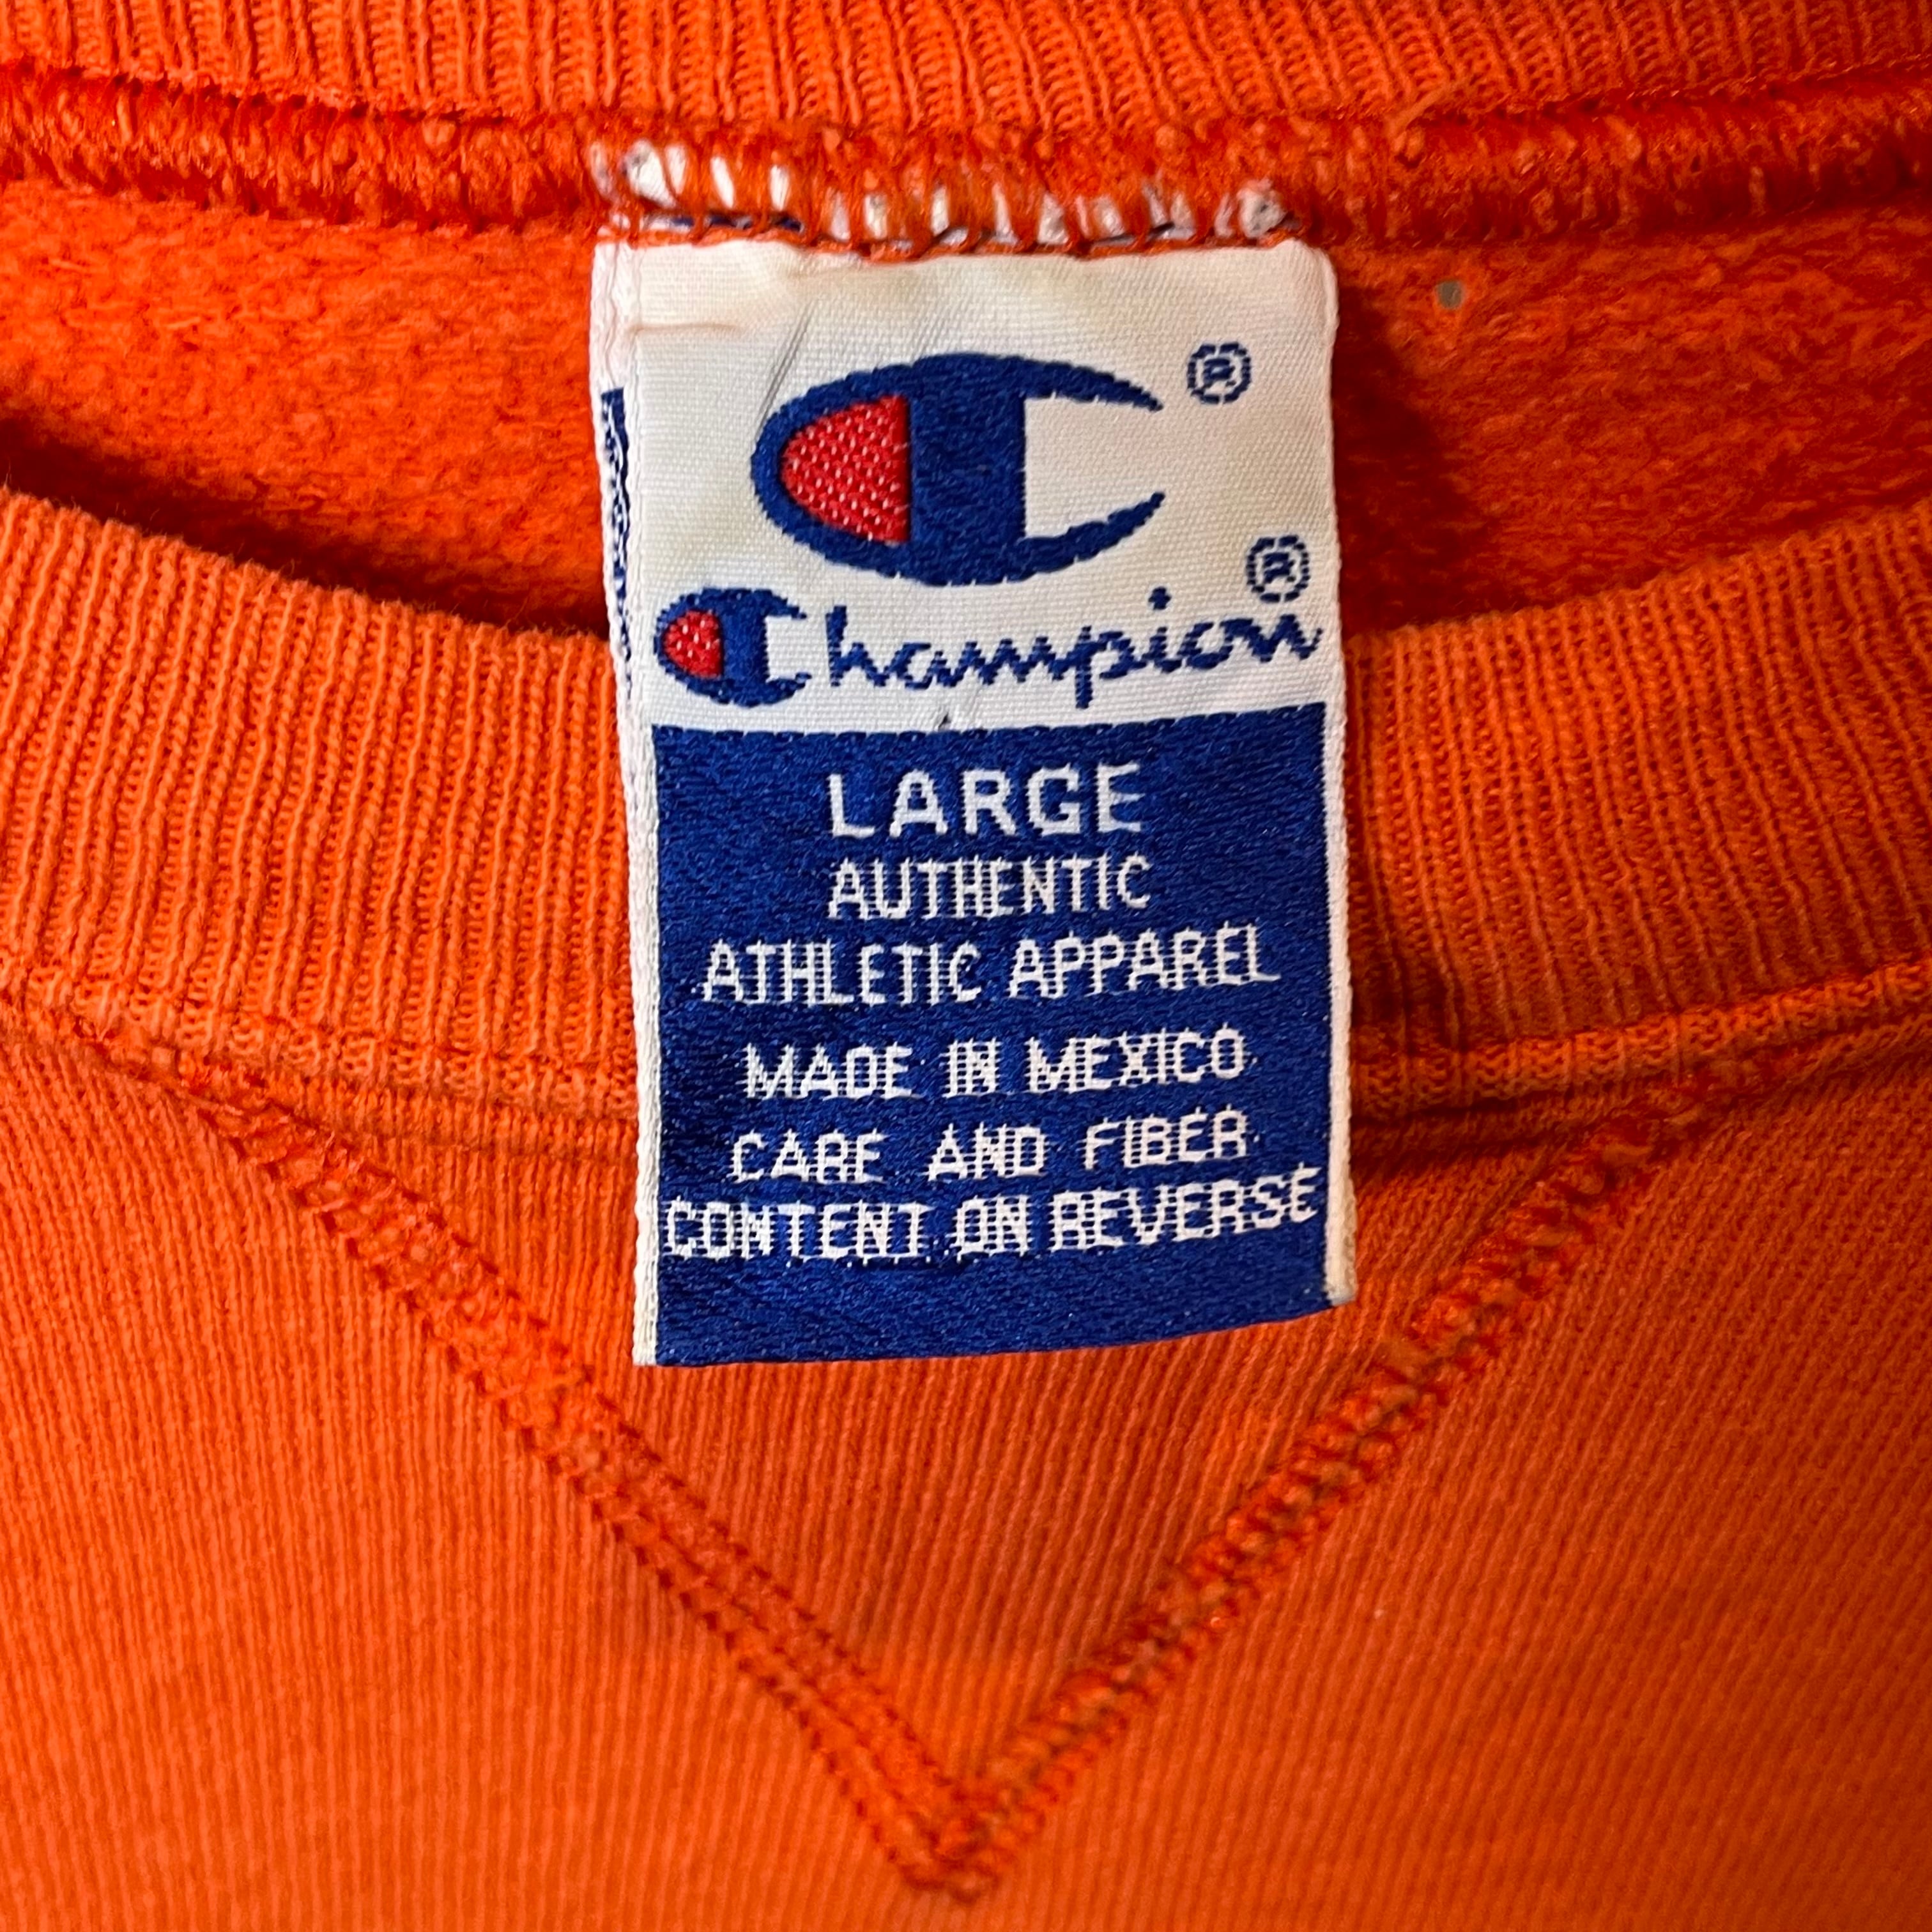 ®
Champion®
LARGE
AUTHENTIC
ATHLETIC APPAREL
MADE IN MEXICO
CARE AND FIBER
CONTENT ON REVERSE